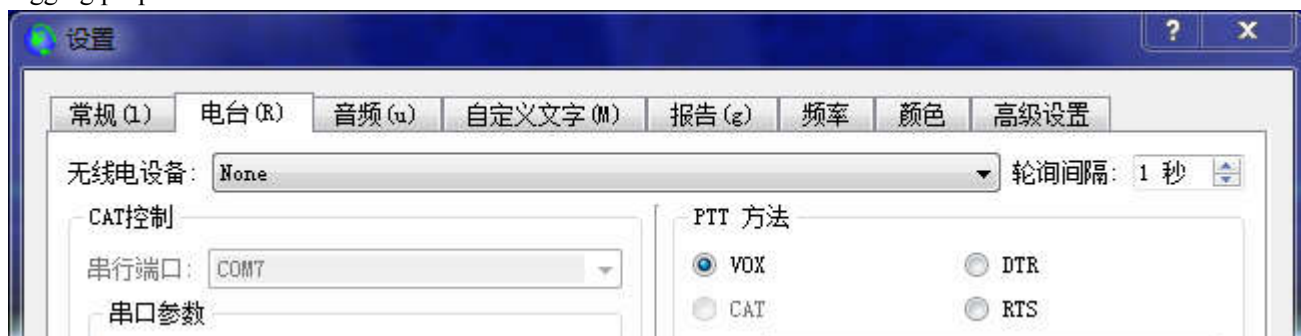 设置
? x
常规(1) 电台(R) 音频(u) 自定义文字(M) 报告(g) 频率 颜色 高级设置
无线电设备: None 轮询间隔: 1 秒
CAT控制 PTT 方法
串行端口: COM7 VOX DTR
串口参数 CAT RTS